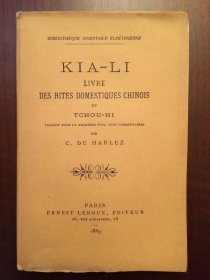 BIBLIOTHÈQUE ORIENTALE ELZÉVIRIENNE
KIA-LI
LIVRE
DES RITES DOMESTIQUES CHINOIS
DE
TCHOU-HI
TRADUIT POUR LA PREMIÈRE FOIS, AVEC COMMENTAIRES
PAR
C. DE HARLEZ
PARIS
ERNEST LEROUX, ÉDITEUR
28, RUE BONAPARTE, 28
1889